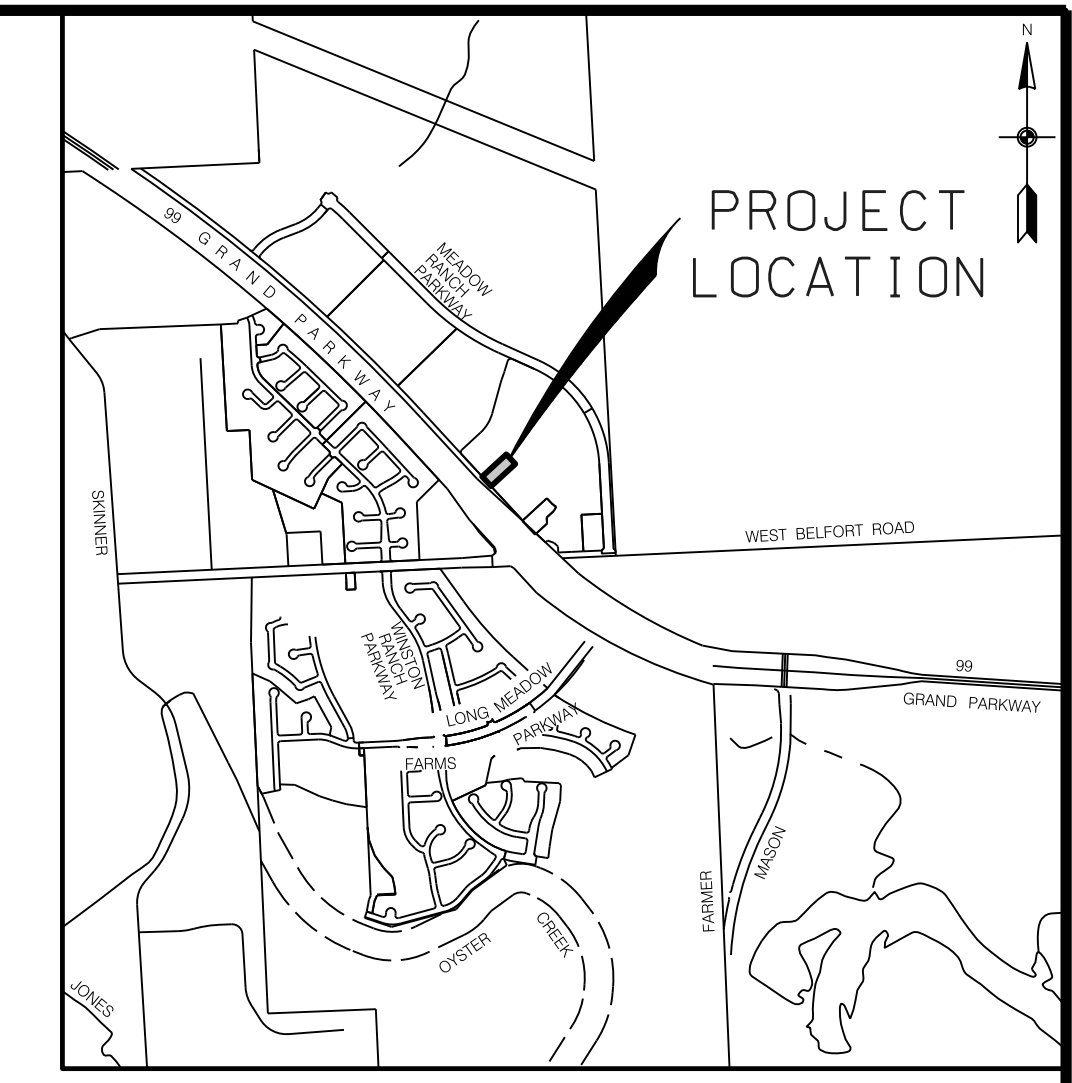 N
PROJECT
LOCATION
99 GRAND PARKWAY
MEADOW
RANCH
PARKWAY
SKINNER
WEST BELFORT ROAD
WINSTON
RANCH
PARKWAY
LONG MEADOW
FARMS
PARKWAY
99
GRAND PARKWAY
FARMER
MASON
OYSTER
CREEK
JONES